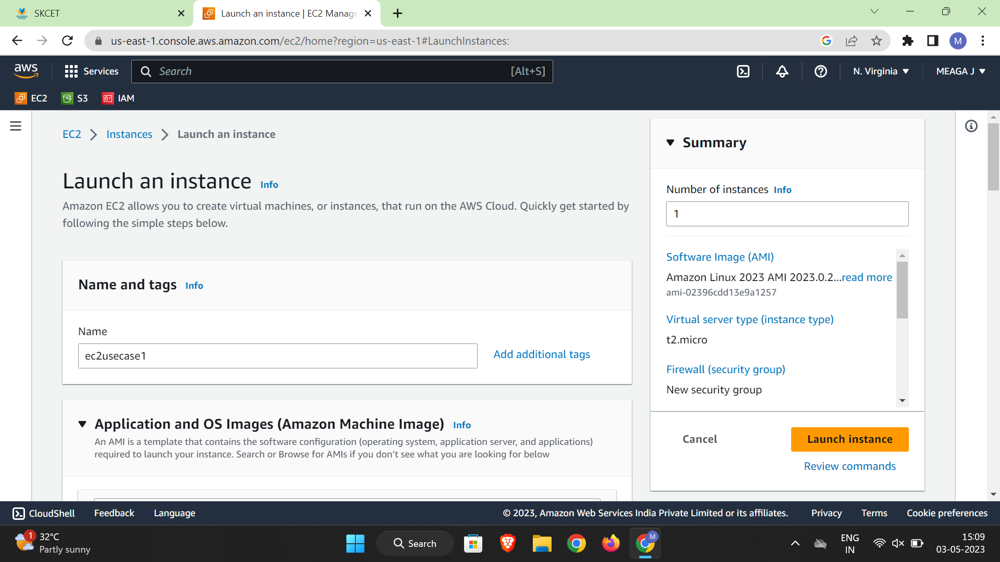 SKCET
Launch an instance | EC2 Manage
us-east-1.console.aws.amazon.com/ec2/home?region=us-east-1#LaunchInstances:
M
aws
Services
Search
[Alt+S]
N. Virginia
MEAGA J
EC2
S3
IAM
EC2
Instances
Launch an instance
Launch an instance Info
Amazon EC2 allows you to create virtual machines, or instances, that run on the AWS Cloud. Quickly get started by
following the simple steps below.
Name and tags Info
Name
ec2usecase1
Add additional tags
Application and OS Images (Amazon Machine Image) Info
An AMI is a template that contains the software configuration (operating system, application server, and applications)
required to launch your instance. Search or Browse for AMIs if you don’t see what you are looking for below
Summary
Number of instances Info
1
Software Image (AMI)
Amazon Linux 2023 AMI 2023.0.2...read more
ami-02396cdd13e9a1257
Virtual server type (instance type)
t2.micro
Firewall (security group)
New security group
Cancel
Launch instance
Review commands
CloudShell
Feedback
Language
© 2023, Amazon Web Services India Private Limited or its affiliates.
Privacy
Terms
Cookie preferences
1
32°C
Partly sunny
Search
M
ENG
IN
15:09
03-05-2023